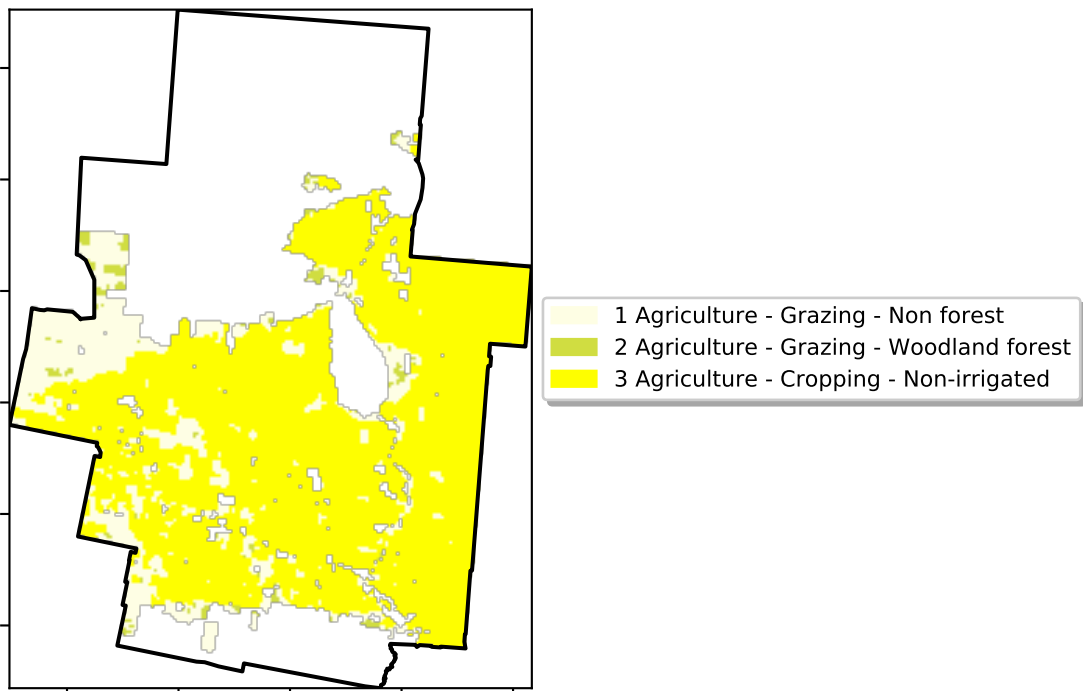 1 Agriculture - Grazing - Non forest
2 Agriculture - Grazing - Woodland forest
3 Agriculture - Cropping - Non-irrigated